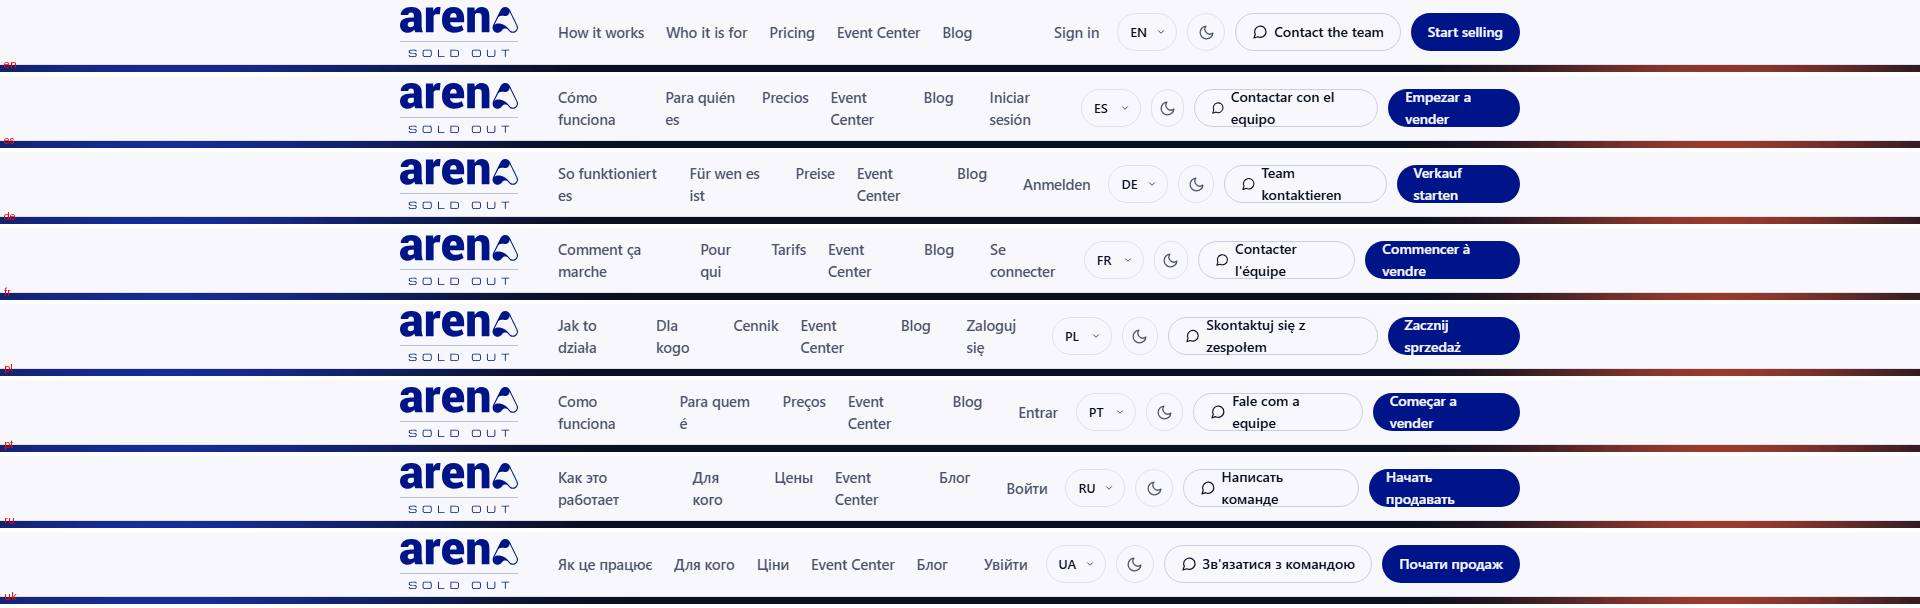 arena
How it works Who it is for Pricing Event Center Blog Sign in EN Contact the team Start selling
SOLD OUT
en
arena
Cómo funciona Para quién es Precios Event Center Blog Iniciar sesión ES Contactar con el equipo Empezar a vender
SOLD OUT
es
arena
So funktioniert es Für wen es ist Preise Event Center Blog Anmelden DE Team kontaktieren Verkauf starten
SOLD OUT
de
arena
Comment ça marche Pour qui Tarifs Event Center Blog Se connecter FR Contacter l'équipe Commencer à vendre
SOLD OUT
fr
arena
Jak to działa Dla kogo Cennik Event Center Blog Zaloguj się PL Skontaktuj się z zespołem Zacznij sprzedaż
SOLD OUT
pl
arena
Como funciona Para quem é Preços Event Center Blog Entrar PT Fale com a equipe Começar a vender
SOLD OUT
pt
arena
Как это работает Для кого Цены Event Center Блог Войти RU Написать команде Начать продавать
SOLD OUT
ru
arena
Як це працює Для кого Ціни Event Center Блог Увійти UA Зв'язатися з командою Почати продаж
SOLD OUT
uk